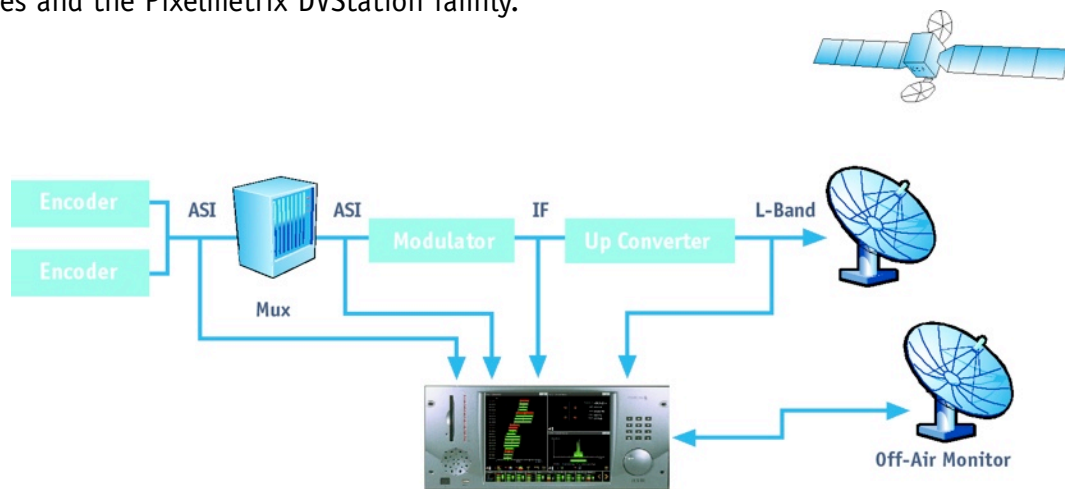 es and the Pixelmetrix DVStation family.
Encoder
ASI
ASI
IF
L-Band
Modulator
Up Converter
Encoder
Mux
Off-Air Monitor